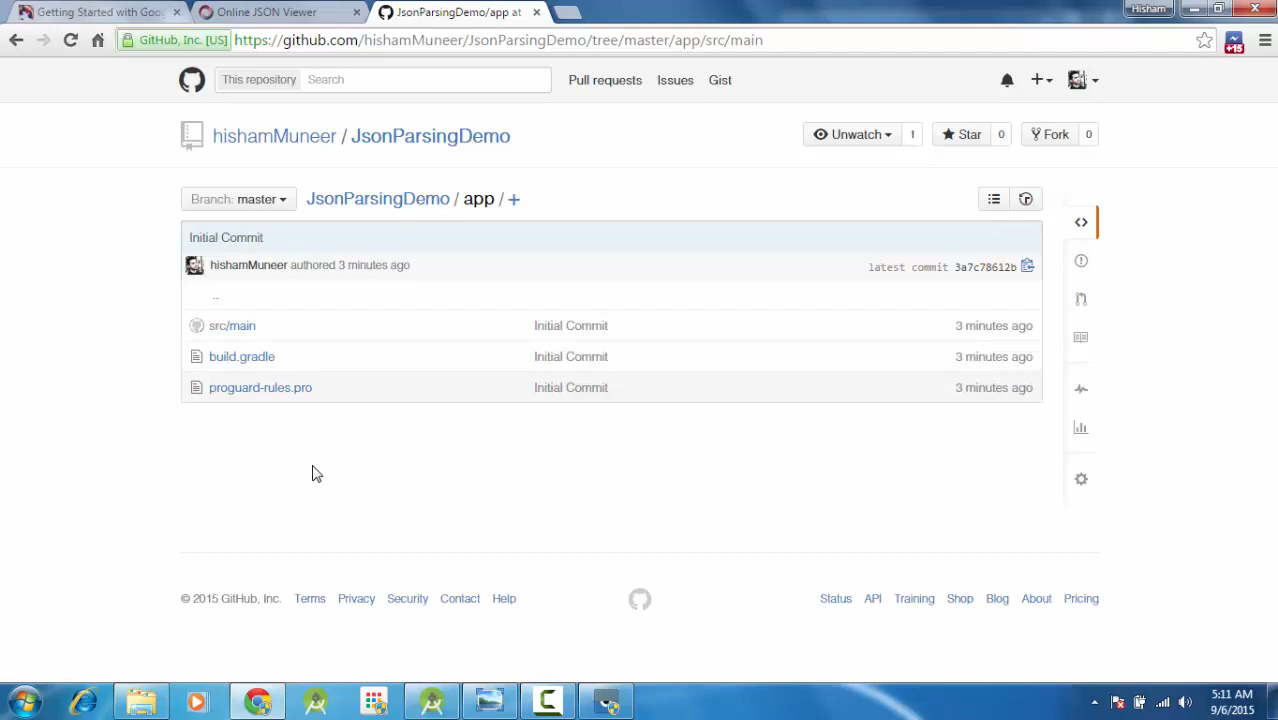 Getting Started with Goo
Online JSON Viewer
JsonParsingDemo/app at
Hisham
GitHub, Inc. [US]
https://github.com/hishamMuneer/JsonParsingDemo/tree/master/app/src/main
+15
This repository
Search
Pull requests
Issues
Gist
hishamMuneer / JsonParsingDemo
Unwatch
1
Star
0
Fork
0
Branch: master
JsonParsingDemo / app / +
Initial Commit
hishamMuneer authored 3 minutes ago
latest commit 3a7c78612b
..
src/main
Initial Commit
3 minutes ago
build.gradle
Initial Commit
3 minutes ago
proguard-rules.pro
Initial Commit
3 minutes ago
© 2015 GitHub, Inc.
Terms
Privacy
Security
Contact
Help
Status
API
Training
Shop
Blog
About
Pricing
5:11 AM
9/6/2015